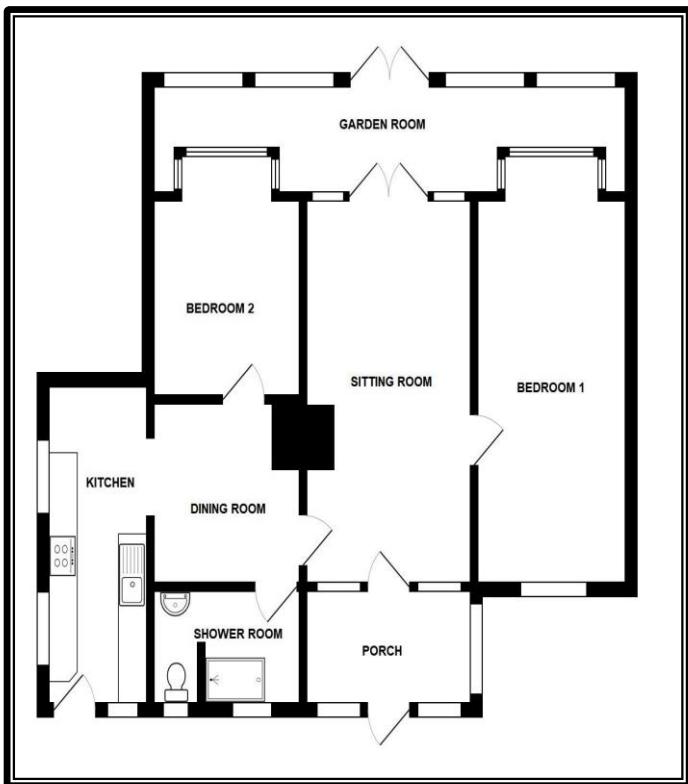 GARDEN ROOM
BEDROOM 2
SITTING ROOM
BEDROOM 1
KITCHEN
DINING ROOM
SHOWER ROOM
PORCH